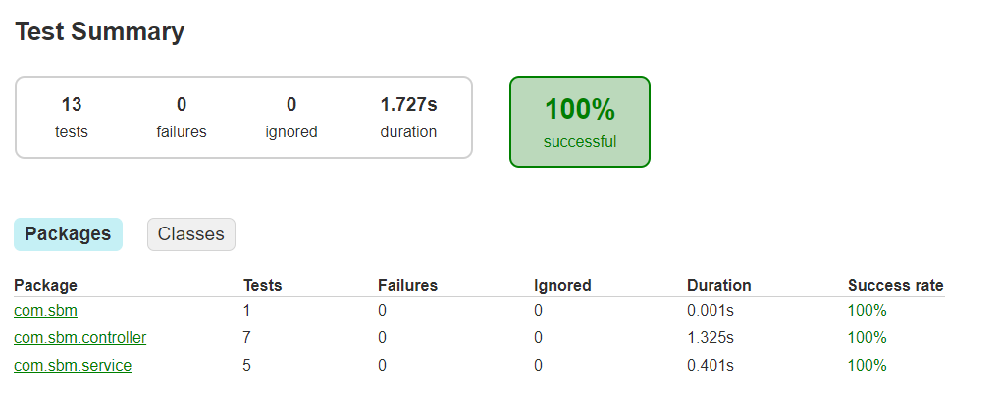 Test Summary
13 0 0 1.727s
tests failures ignored duration
100%
successful
Packages Classes
Package Tests Failures Ignored Duration Success rate
com.sbm 1 0 0 0.001s 100%
com.sbm.controller 7 0 0 1.325s 100%
com.sbm.service 5 0 0 0.401s 100%